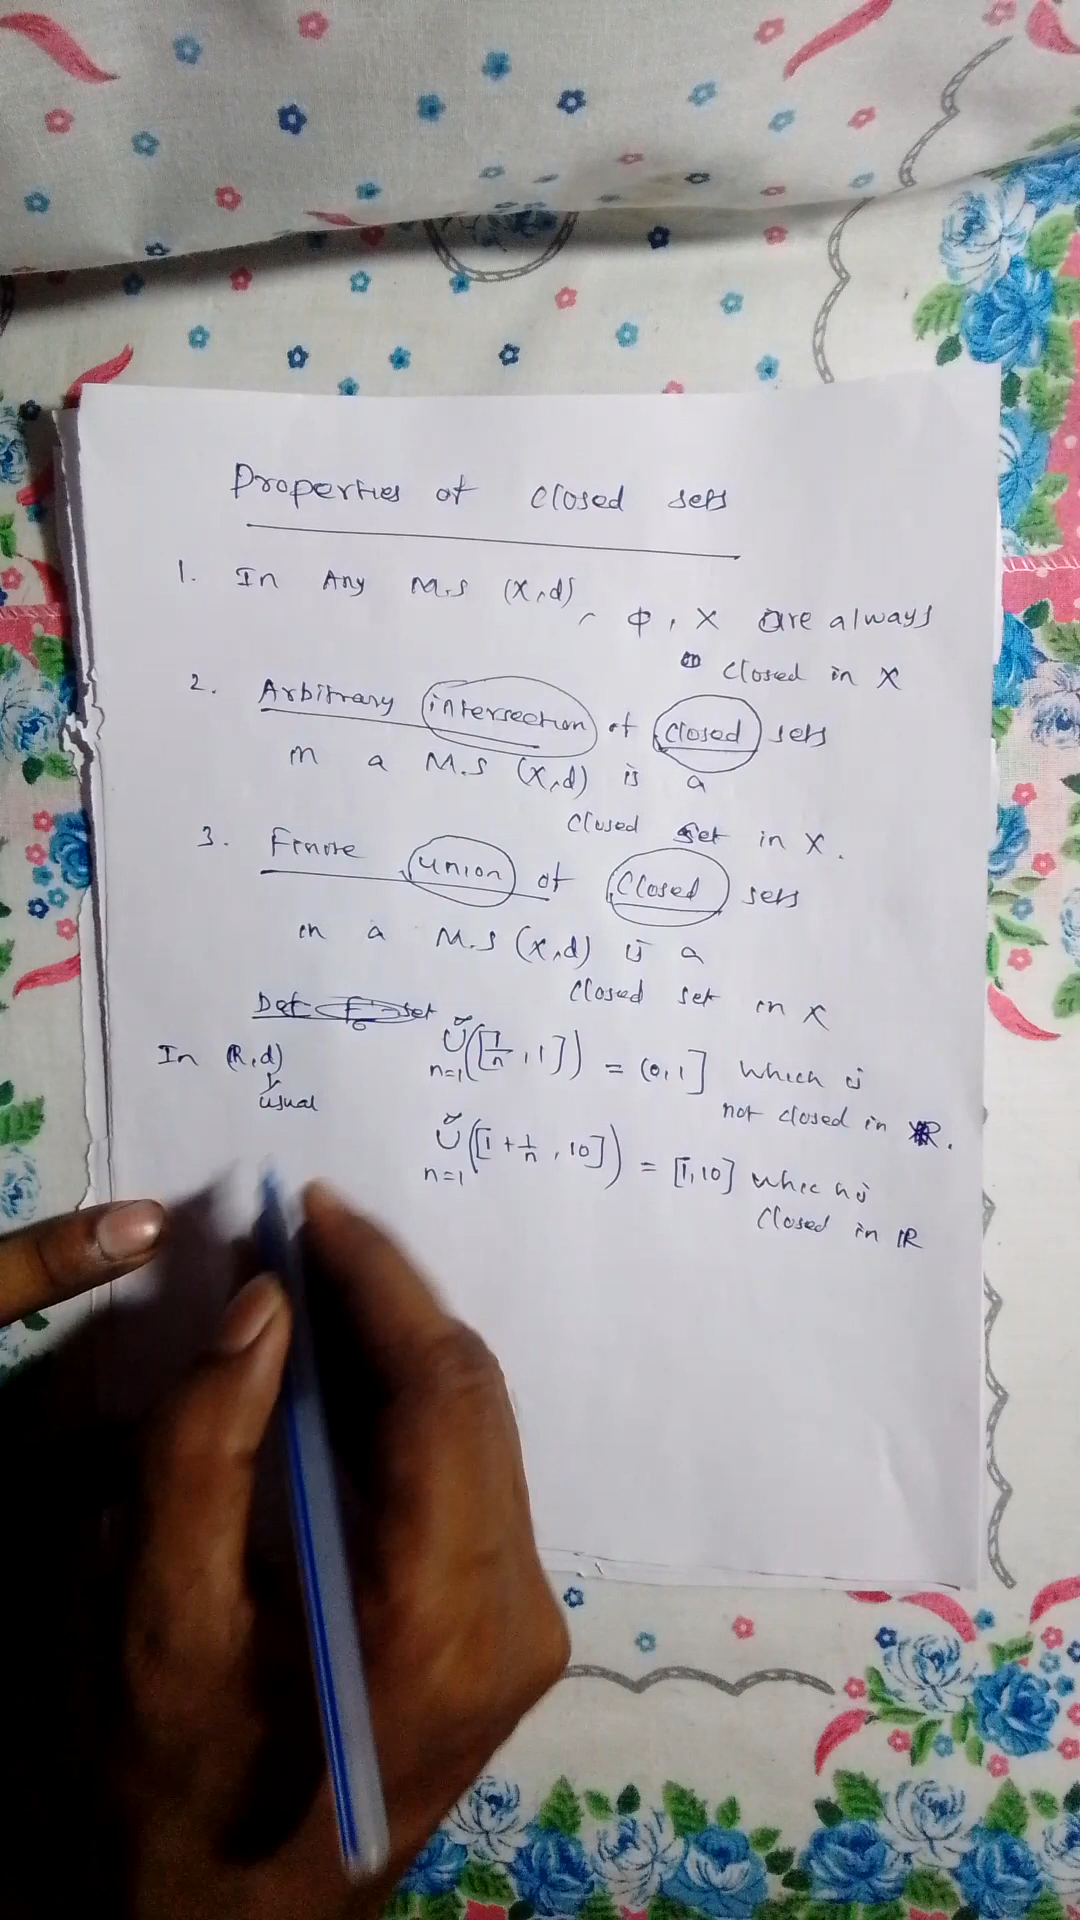 Properties of closed sets
1. In Any M.S (X,d), ϕ, X are always
closed in X
2. Arbitrary intersection of closed sets
in a M.S (X,d) is a
closed set in X.
3. Finite union of closed sets
in a M.S (X,d) is a
closed set in X
Def F set
In (R,d) ∞∪n=1([1/n, 1]) = (0,1] which is
usual
not closed in R.
∞∪n=1([1+1/n, 10]) = [1,10] which is
closed in R